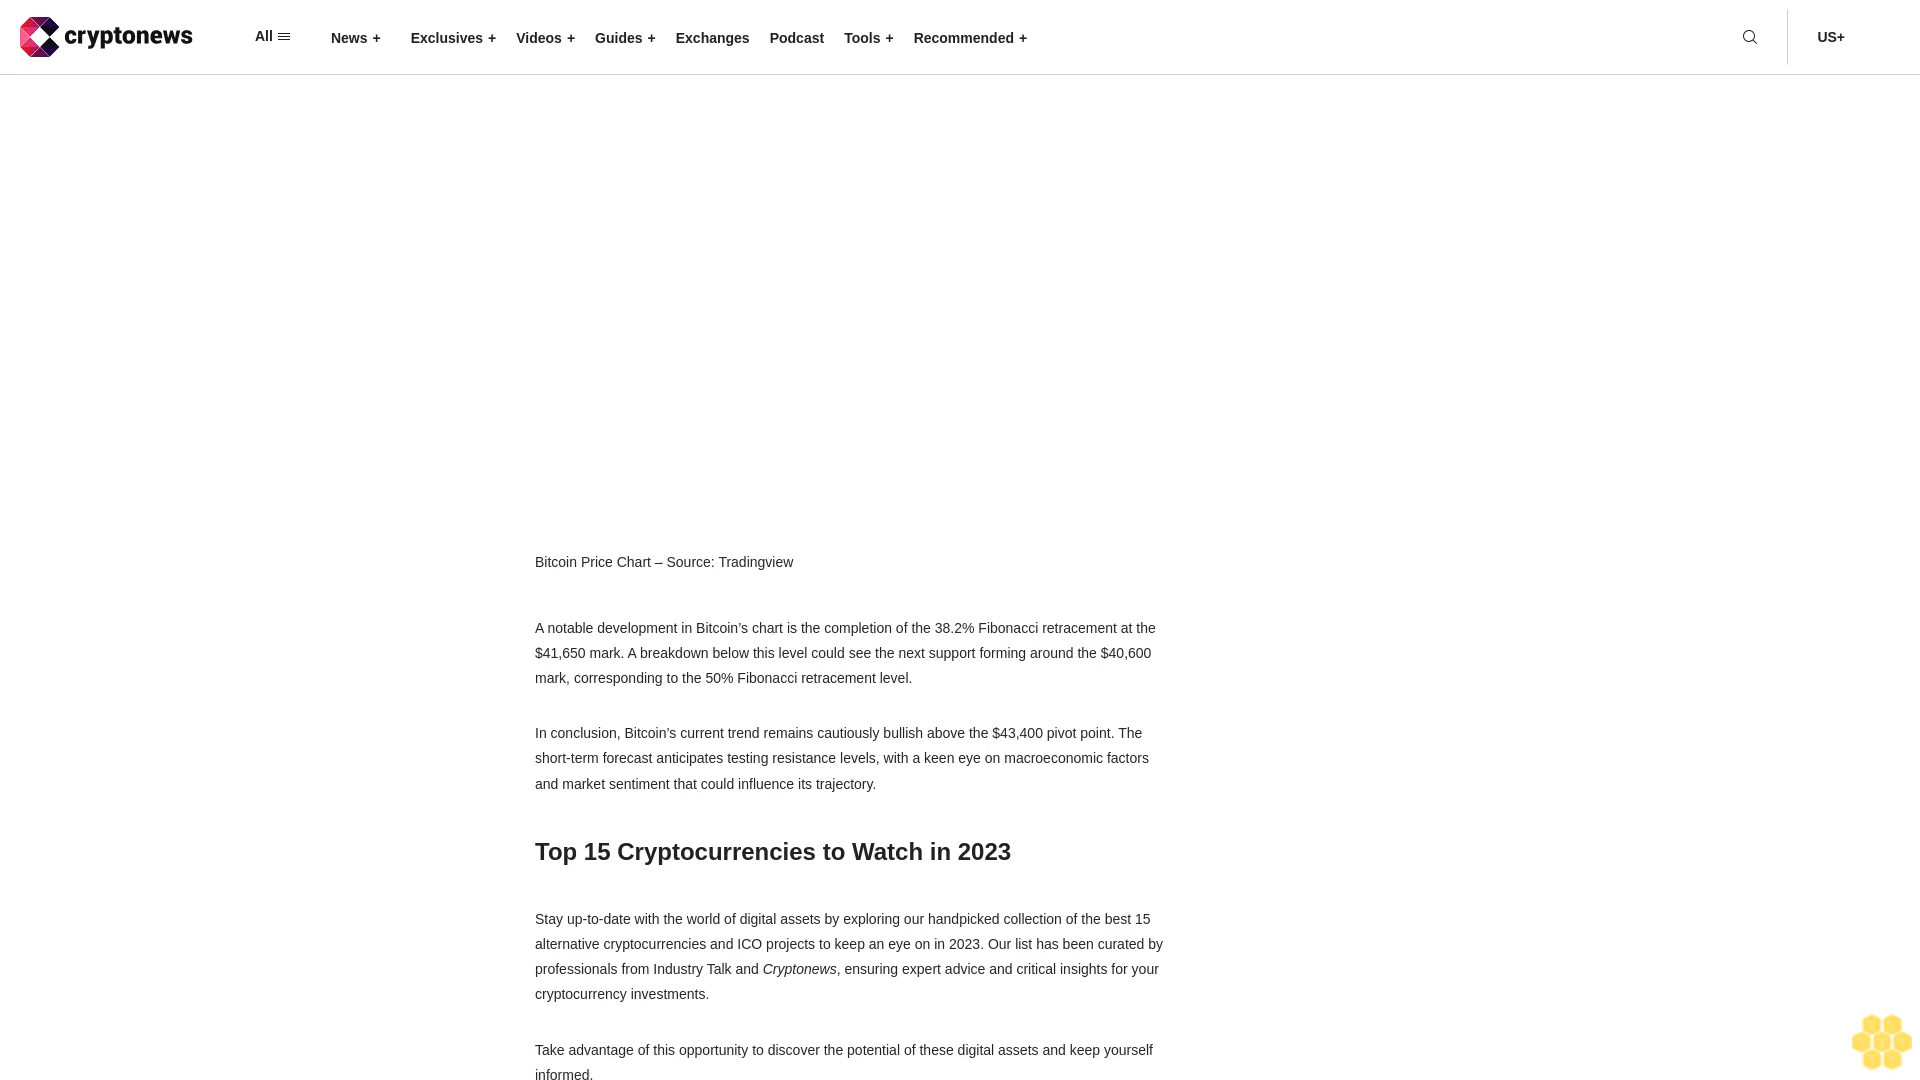 cryptonews
All
News +
Exclusives +
Videos +
Guides +
Exchanges
Podcast
Tools +
Recommended +
US+
Bitcoin Price Chart – Source: Tradingview
A notable development in Bitcoin’s chart is the completion of the 38.2% Fibonacci retracement at the
$41,650 mark. A breakdown below this level could see the next support forming around the $40,600
mark, corresponding to the 50% Fibonacci retracement level.
In conclusion, Bitcoin’s current trend remains cautiously bullish above the $43,400 pivot point. The
short-term forecast anticipates testing resistance levels, with a keen eye on macroeconomic factors
and market sentiment that could influence its trajectory.
Top 15 Cryptocurrencies to Watch in 2023
Stay up-to-date with the world of digital assets by exploring our handpicked collection of the best 15
alternative cryptocurrencies and ICO projects to keep an eye on in 2023. Our list has been curated by
professionals from Industry Talk and Cryptonews, ensuring expert advice and critical insights for your
cryptocurrency investments.
Take advantage of this opportunity to discover the potential of these digital assets and keep yourself
informed.